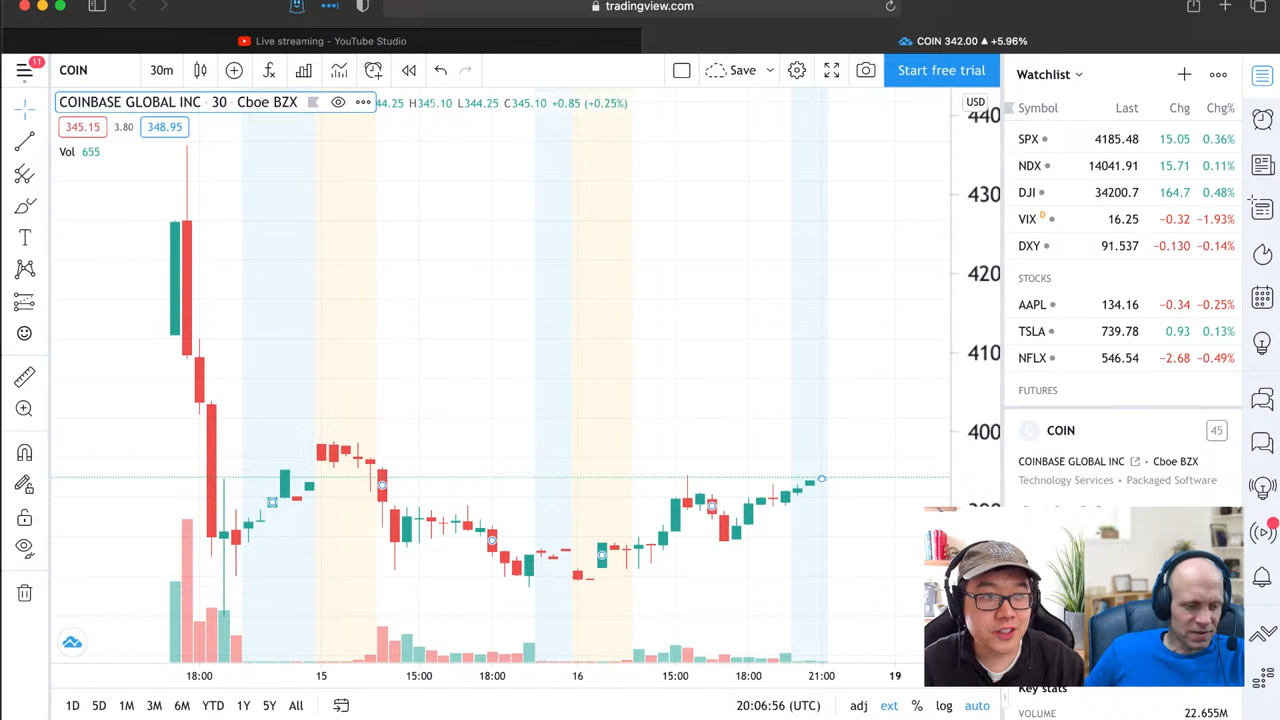 tradingview.com
Live streaming - YouTube Studio
COIN 342.00 ▲ +5.96%
11
COIN
30m
Save
Start free trial
COINBASE GLOBAL INC · 30 · Cboe BZX
44.25 H345.10 L344.25 C345.10 +0.85 (+0.25%)
345.15 3.80 348.95
Vol 655
USD
440
430
420
410
400
18:00 15 15:00 18:00 16 15:00 18:00 21:00 19
1D 5D 1M 3M 6M YTD 1Y 5Y All
20:06:56 (UTC) adj ext % log auto
Watchlist
Symbol Last Chg Chg%
SPX 4185.48 15.05 0.36%
NDX 14041.91 15.71 0.11%
DJI 34200.7 164.7 0.48%
VIX D 16.25 −0.32 −1.93%
DXY 91.537 −0.130 −0.14%
STOCKS
AAPL 134.16 −0.34 −0.25%
TSLA 739.78 0.93 0.13%
NFLX 546.54 −2.68 −0.49%
FUTURES
C COIN 45
COINBASE GLOBAL INC Cboe BZX
Technology Services • Packaged Software
Key stats
VOLUME 22.655M